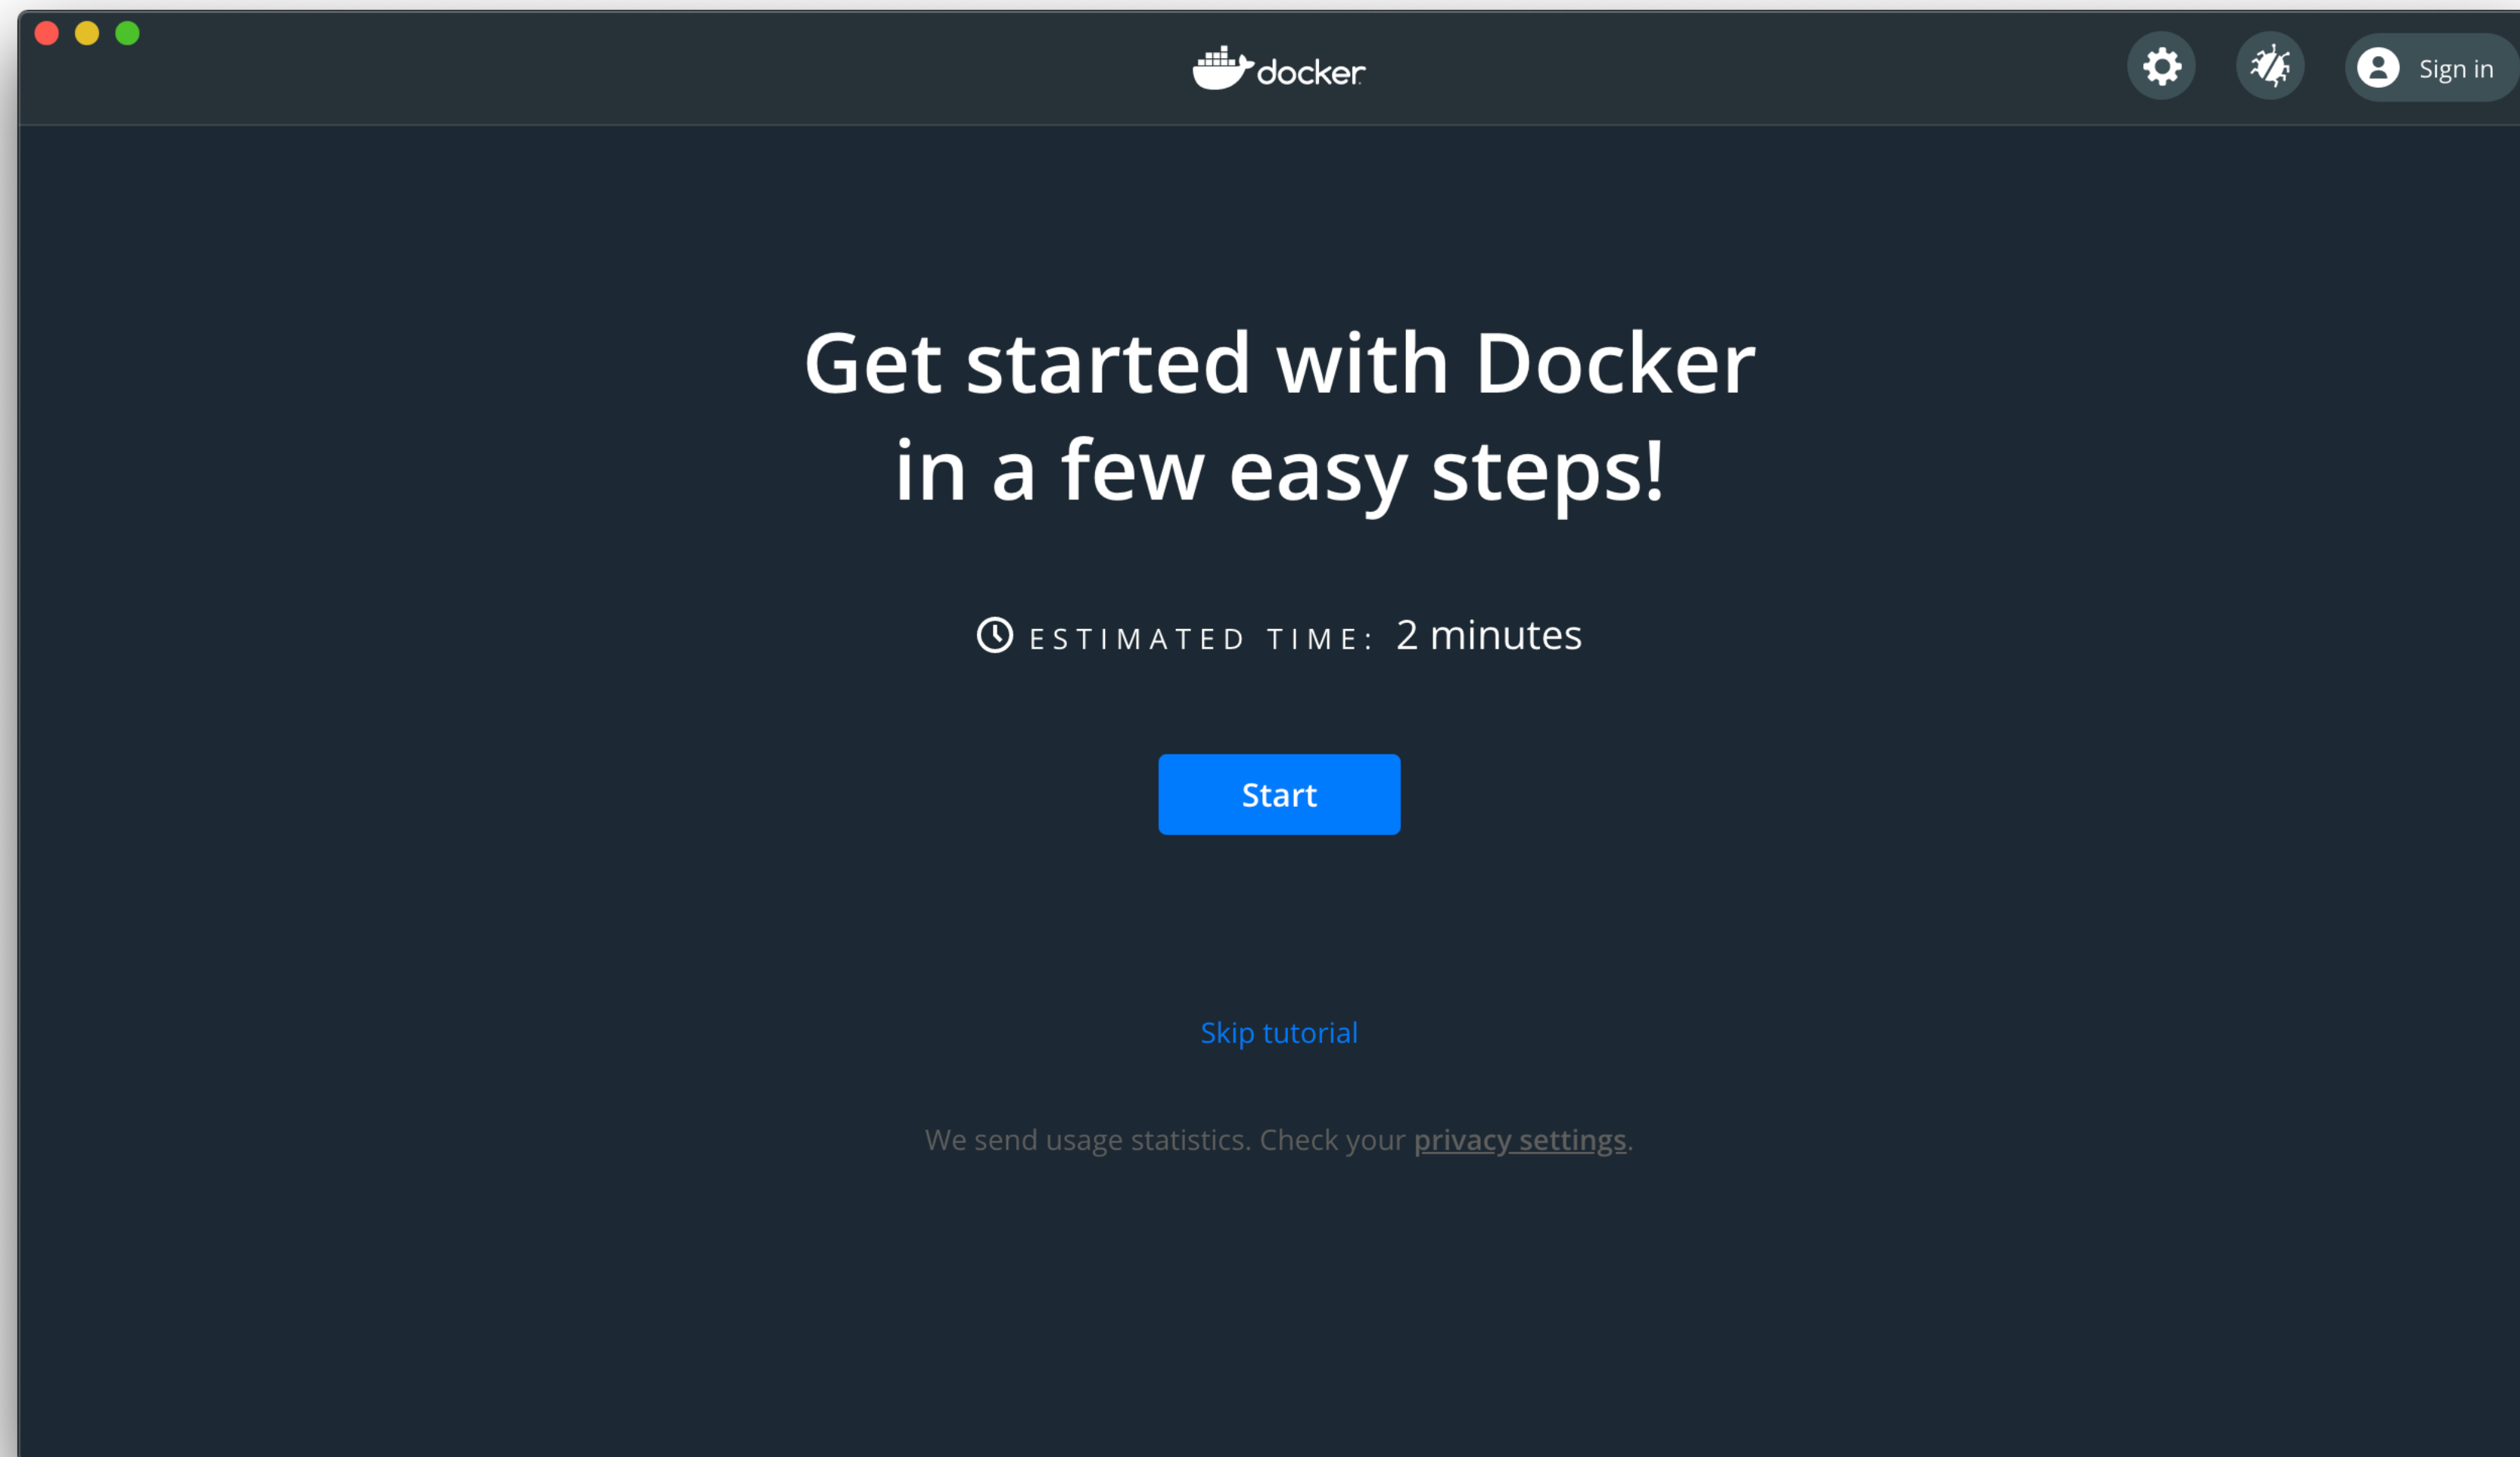 docker
Sign in
Get started with Docker
in a few easy steps!
ESTIMATED TIME: 2 minutes
Start
Skip tutorial
We send usage statistics. Check your privacy settings.